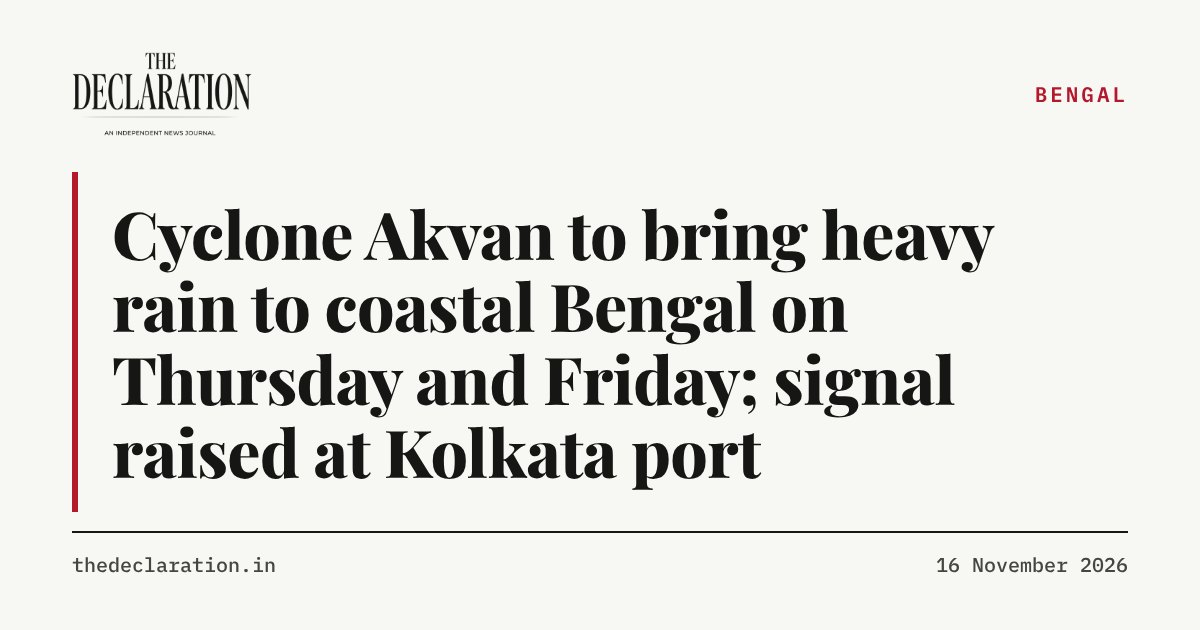 THE
DECLARATION
AN INDEPENDENT NEWS JOURNAL
BENGAL
Cyclone Akvan to bring heavy
rain to coastal Bengal on
Thursday and Friday; signal
raised at Kolkata port
thedeclaration.in
16 November 2026